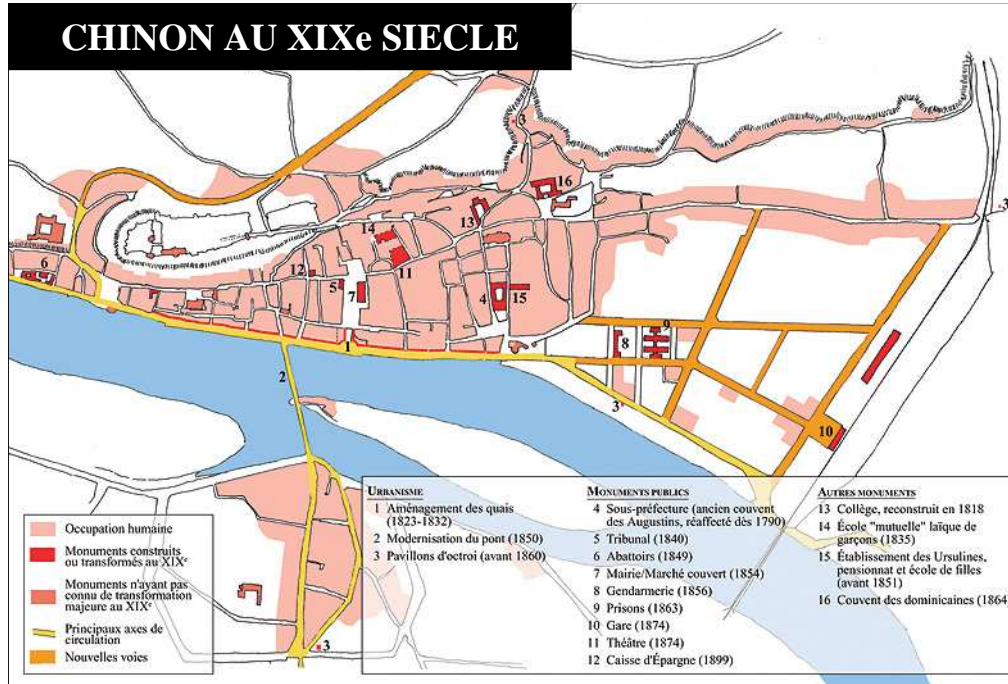 CHINON AU XIXe SIECLE
3
16
13
3
14
11
12
6
5
7
4
15
9
8
1
2
3
10
Occupation humaine
Monuments construits
ou transformés au XIXe
Monuments n'ayant pas
connu de transformation
majeure au XIXe
Principaux axes de
circulation
Nouvelles voies
3
URBANISME
1 Aménagement des quais
(1823-1832)
2 Modernisation du pont (1850)
3 Pavillons d'octroi (avant 1860)
MONUMENTS PUBLICS
4 Sous-préfecture (ancien couvent
des Augustins, réaffecté dès 1790)
5 Tribunal (1840)
6 Abattoirs (1849)
7 Mairie/Marché couvert (1854)
8 Gendarmerie (1856)
9 Prisons (1863)
10 Gare (1874)
11 Théâtre (1874)
12 Caisse d'Épargne (1899)
AUTRES MONUMENTS
13 Collège, reconstruit en 1818
14 École "mutuelle" laïque de
garçons (1835)
15 Établissement des Ursulines,
pensionnat et école de filles
(avant 1851)
16 Couvent des dominicaines (1864)